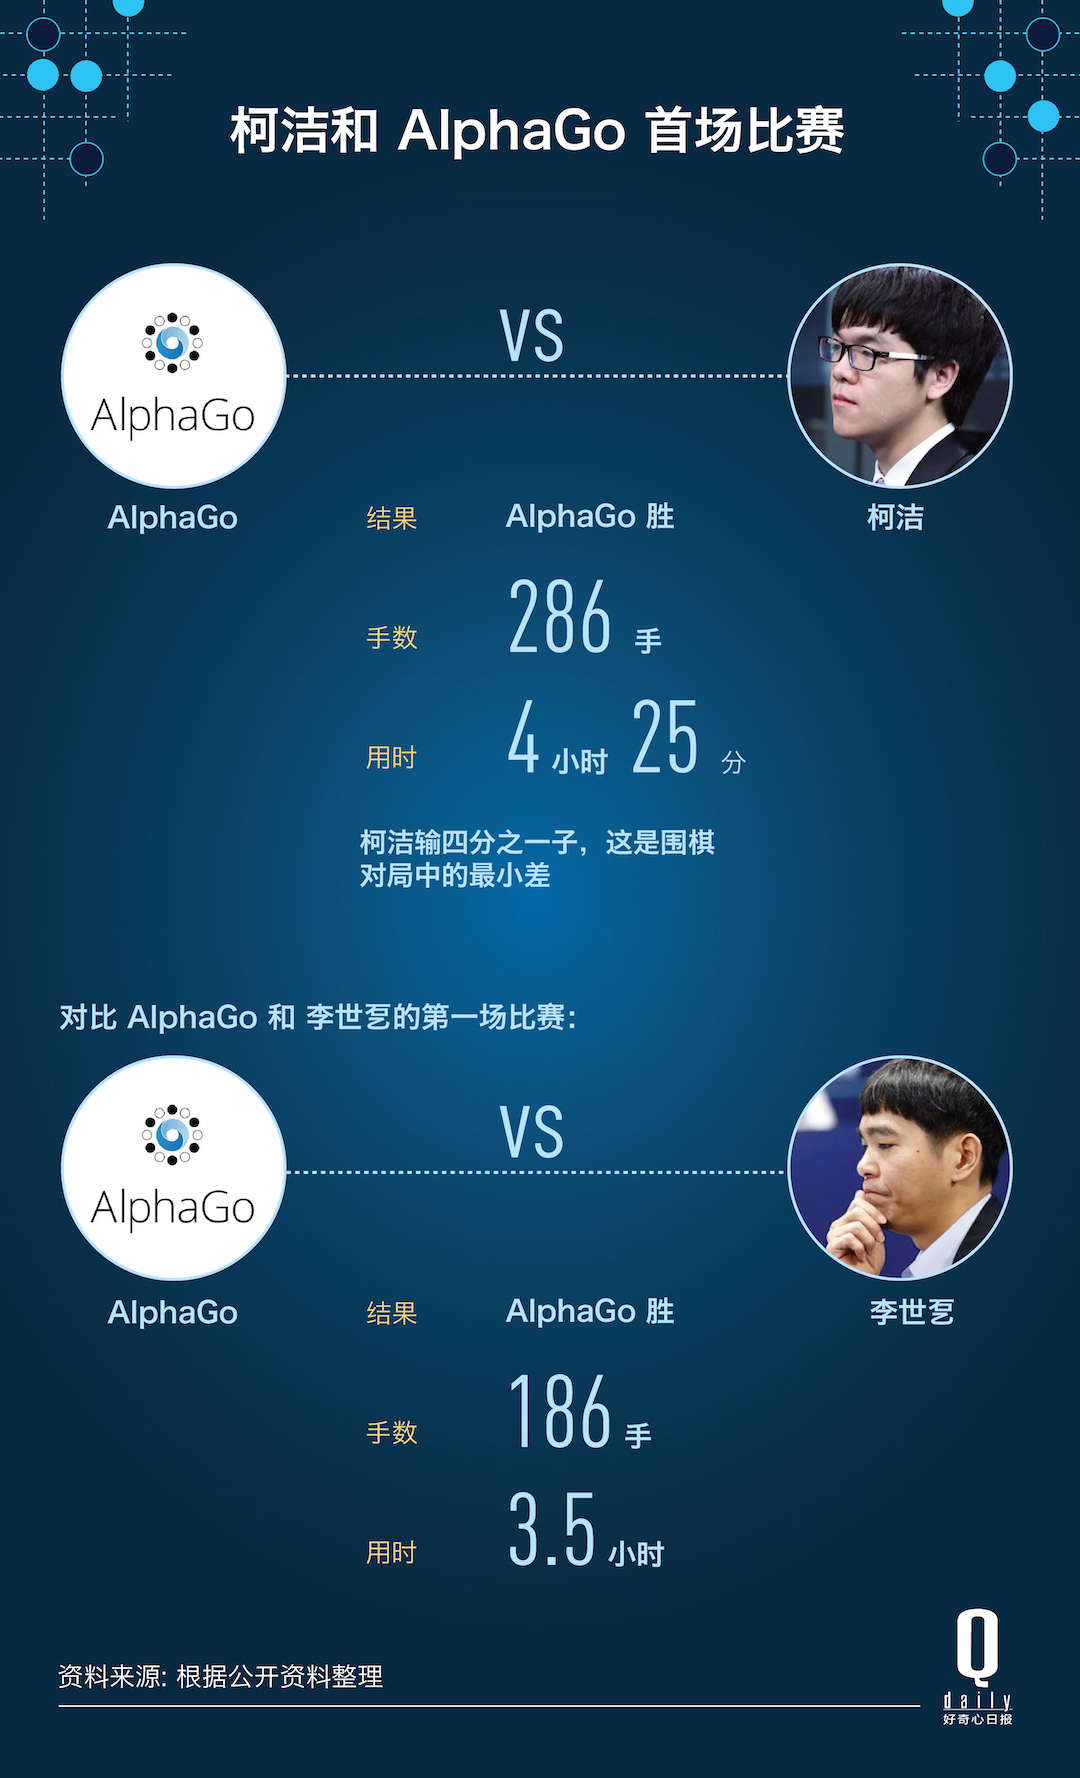 柯洁和 AlphaGo 首场比赛
VS
AlphaGo
AlphaGo
结果
AlphaGo 胜
柯洁
手数
286 手
用时
4 小时 25 分
柯洁输四分之一子，这是围棋
对局中的最小差
对比 AlphaGo 和 李世乭的第一场比赛：
VS
AlphaGo
AlphaGo
结果
AlphaGo 胜
李世乭
手数
186 手
用时
3.5 小时
资料来源: 根据公开资料整理
Q
daily
好奇心日报